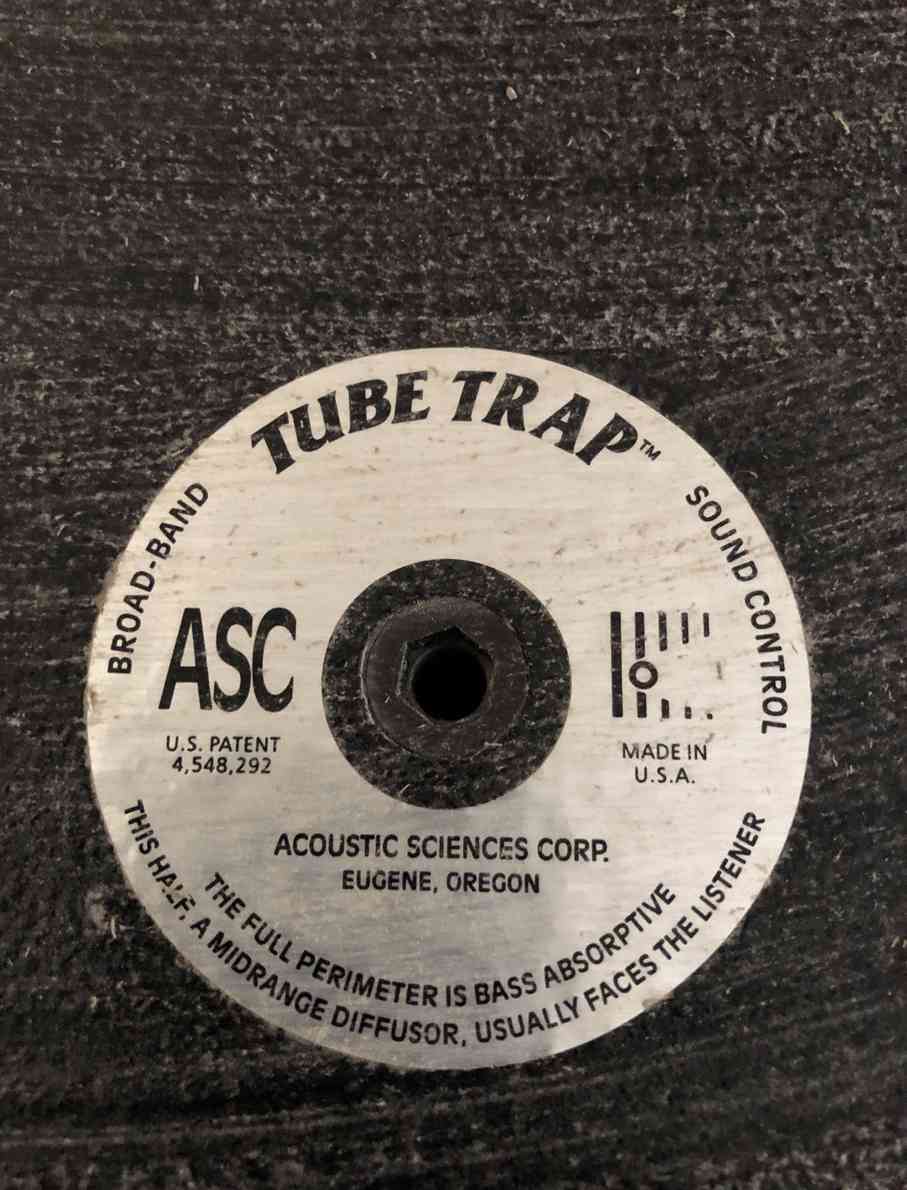 TUBE TRAP™
BROAD-BAND
SOUND CONTROL
ASC
U.S. PATENT
4,548,292
MADE IN
U.S.A.
ACOUSTIC SCIENCES CORP.
EUGENE, OREGON
THE FULL PERIMETER IS BASS ABSORPTIVE
THIS HALF, A MIDRANGE DIFFUSOR, USUALLY FACES THE LISTENER